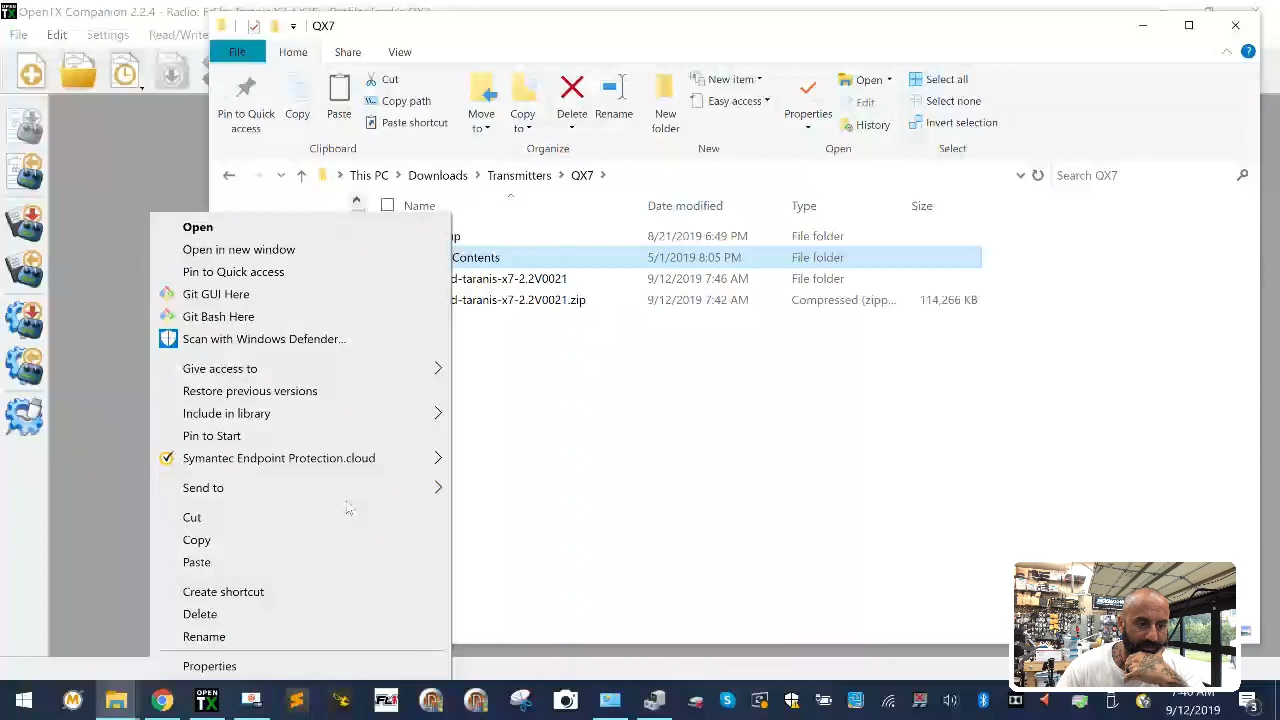 OPEN TX
OpenTX Companion 2.2.4 - Radio:
File Edit Settings Read/Write
QX7
File Home Share View
Pin to Quick access
Copy
Paste
Cut
Copy path
Paste shortcut
Clipboard
Move to
Copy to
Delete
Rename
Organize
New folder
New item
Easy access
New
Properties
Open
Edit
History
Open
Select all
Select none
Invert selection
Select
This PC > Downloads > Transmitters > QX7 >
Search QX7
Name Date modified Type Size
8/21/2019 6:49 PM File folder
Contents 5/1/2019 8:05 PM File folder
d-taranis-x7-2.2V0021 9/12/2019 7:46 AM File folder
d-taranis-x7-2.2V0021.zip 9/12/2019 7:42 AM Compressed (zipp... 114,266 KB
Open
Open in new window
Pin to Quick access
Git GUI Here
Git Bash Here
Scan with Windows Defender...
Give access to
Restore previous versions
Include in library
Pin to Start
Symantec Endpoint Protection.cloud
Send to
Cut
Copy
Paste
Create shortcut
Delete
Rename
Properties
OPEN TX
9/12/2019
3